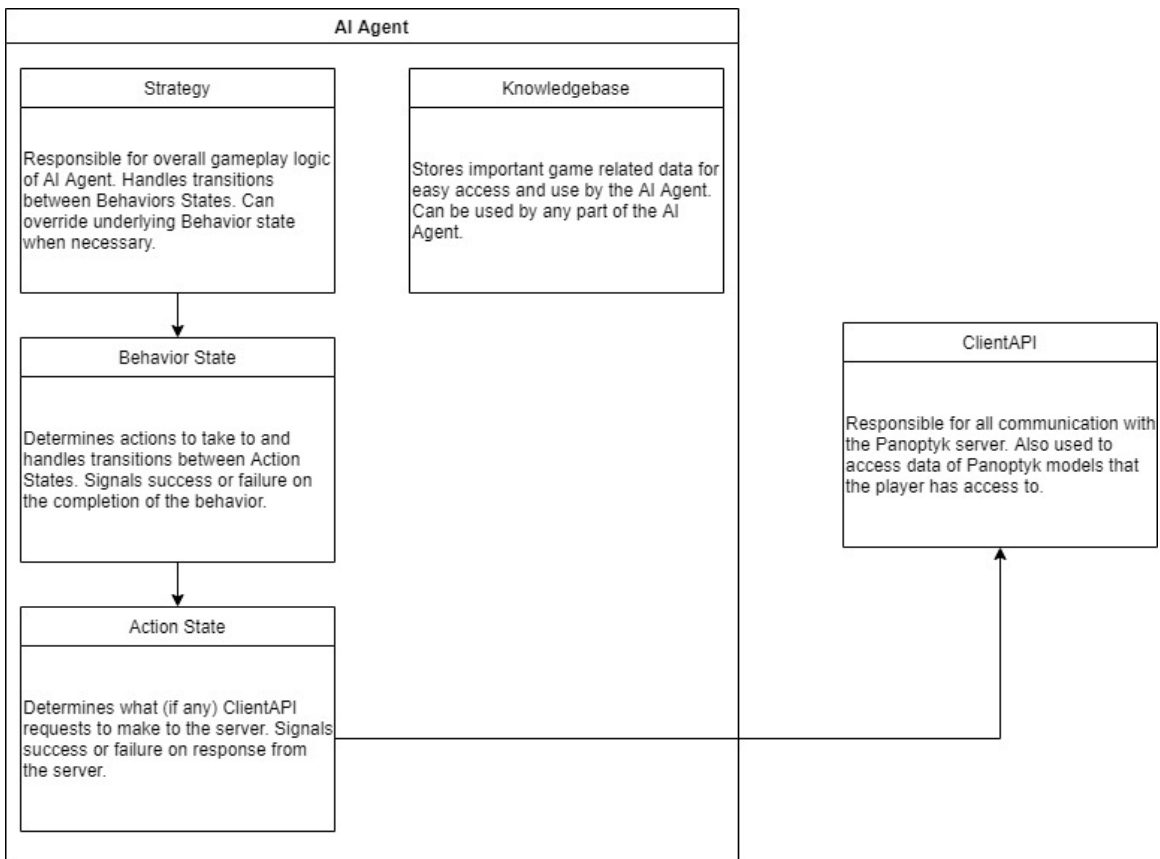 AI Agent
Strategy
Responsible for overall gameplay logic
of AI Agent. Handles transitions
between Behaviors States. Can
override underlying Behavior state
when necessary.
Knowledgebase
Stores important game related data for
easy access and use by the AI Agent.
Can be used by any part of the AI
Agent.
Behavior State
Determines actions to take to and
handles transitions between Action
States. Signals success or failure on
the completion of the behavior.
ClientAPI
Responsible for all communication with
the Panoptyk server. Also used to
access data of Panoptyk models that
the player has access to.
Action State
Determines what (if any) ClientAPI
requests to make to the server. Signals
success or failure on response from
the server.